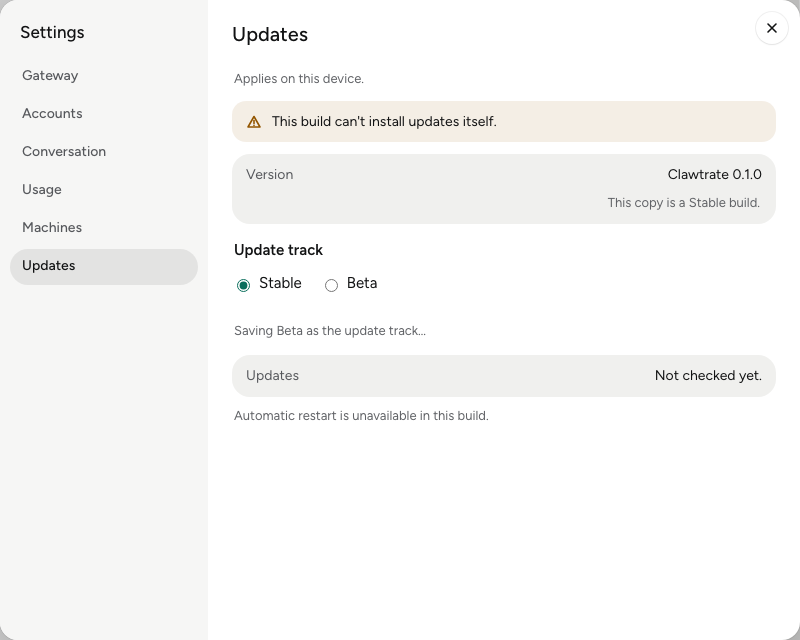 Settings
Gateway
Accounts
Conversation
Usage
Machines
Updates
Updates
Applies on this device.
This build can't install updates itself.
Version Clawtrate 0.1.0
This copy is a Stable build.
Update track
Stable Beta
Saving Beta as the update track…
Updates Not checked yet.
Automatic restart is unavailable in this build.